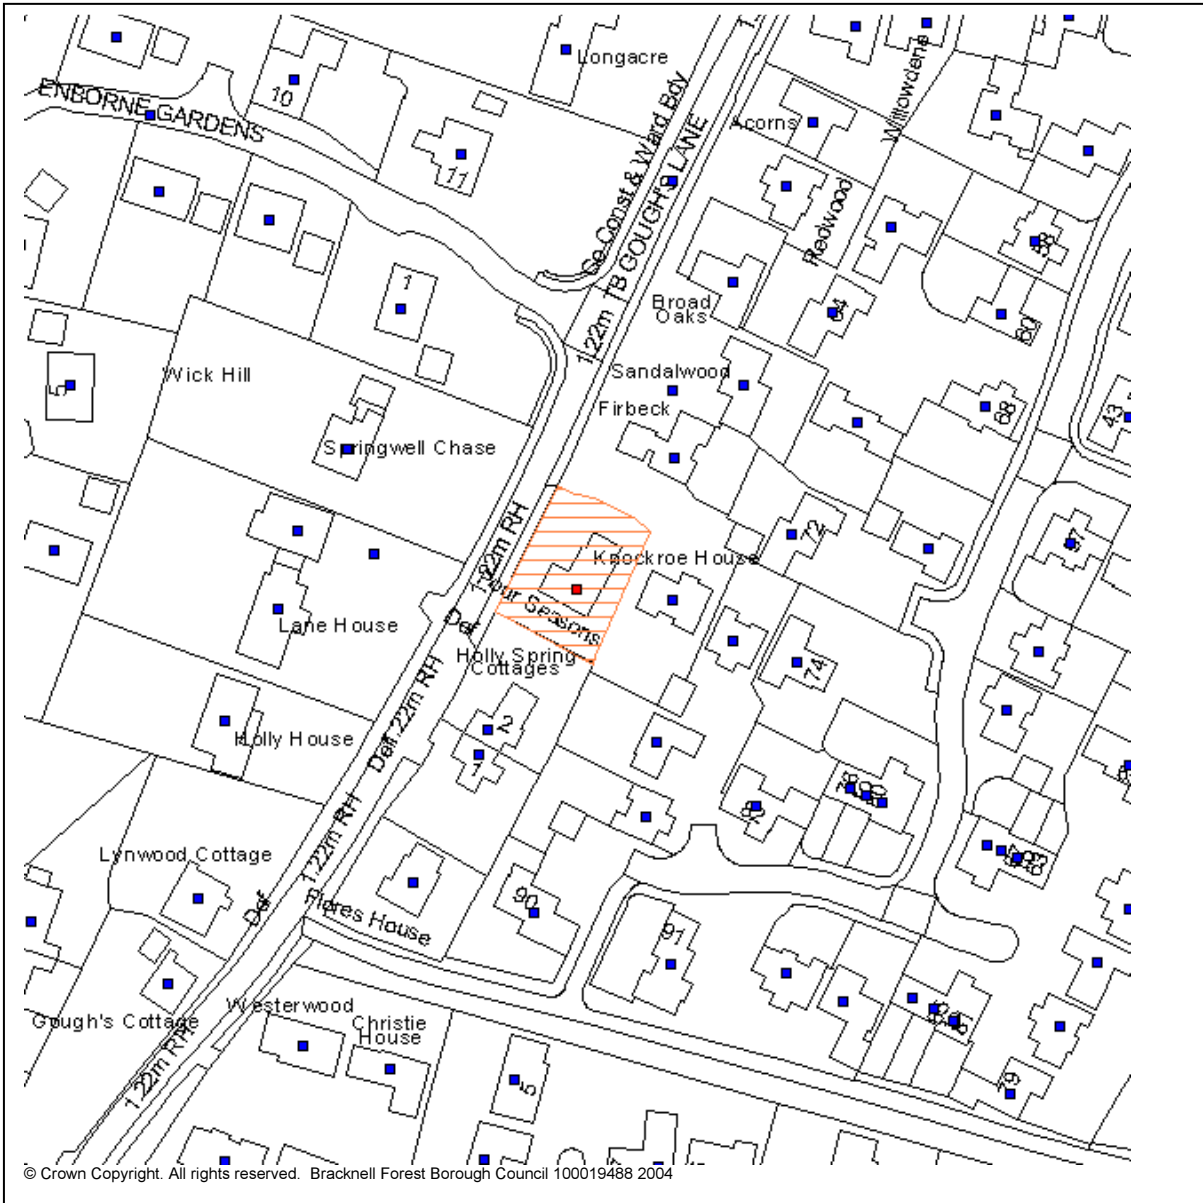 Longacre
10
ENBORNE GARDENS
11
Co Const & Ward Bdy
TB GOUGH'S LANE
1.22m
Acorns
Willowdene
Redwood
58
1
Broad
Oaks
64
60
Wick Hill
5
Sandalwood
Firbeck
68
43
Springwell Chase
1.22m RH
72
Knockroe House
Four Seasons
Lane House
Def
Holly Spring
Cottages
74
1.22m RH
Def
Holly House
2
1
82
Lynwood Cottage
1.22m RH
Def
Flores House
90
91
Westerwood
Gough's Cottage
Christie
House
1.22m RH
5
79
© Crown Copyright. All rights reserved. Bracknell Forest Borough Council 100019488 2004